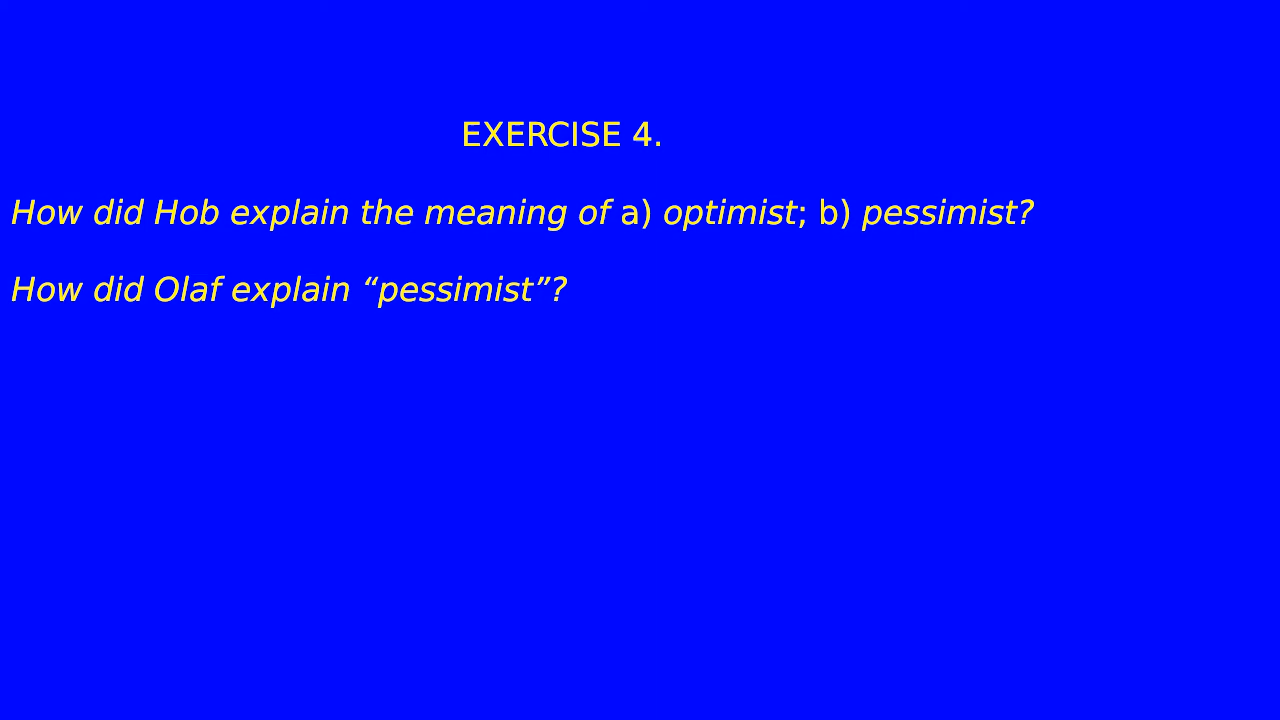 EXERCISE 4.
How did Hob explain the meaning of a) optimist; b) pessimist?
How did Olaf explain “pessimist”?